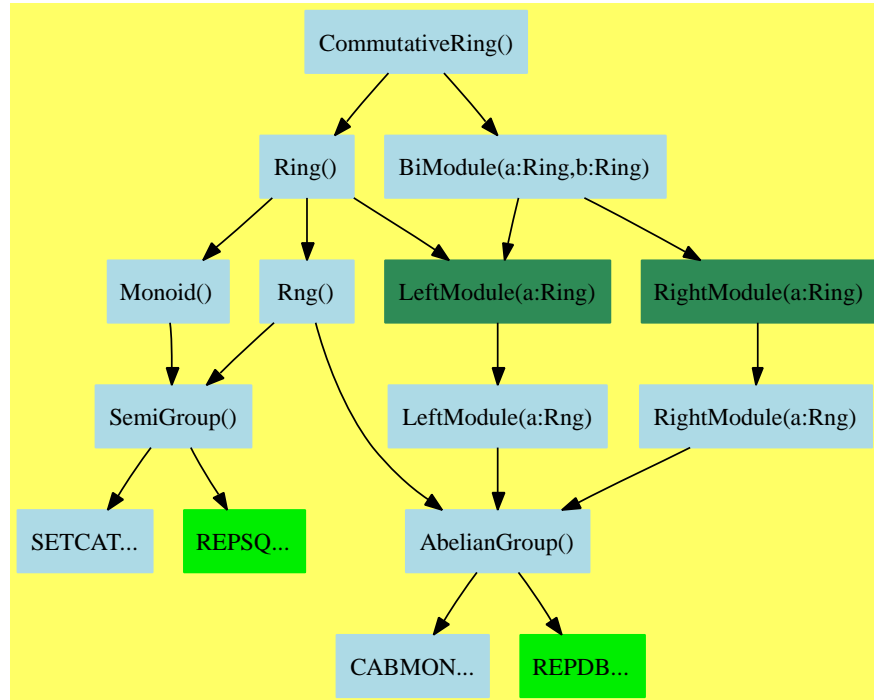 CommutativeRing()
Ring()
BiModule(a:Ring,b:Ring)
Monoid()
Rng()
LeftModule(a:Ring)
RightModule(a:Ring)
SemiGroup()
LeftModule(a:Rng)
RightModule(a:Rng)
SETCAT...
REPSQ...
AbelianGroup()
CABMON...
REPDB...